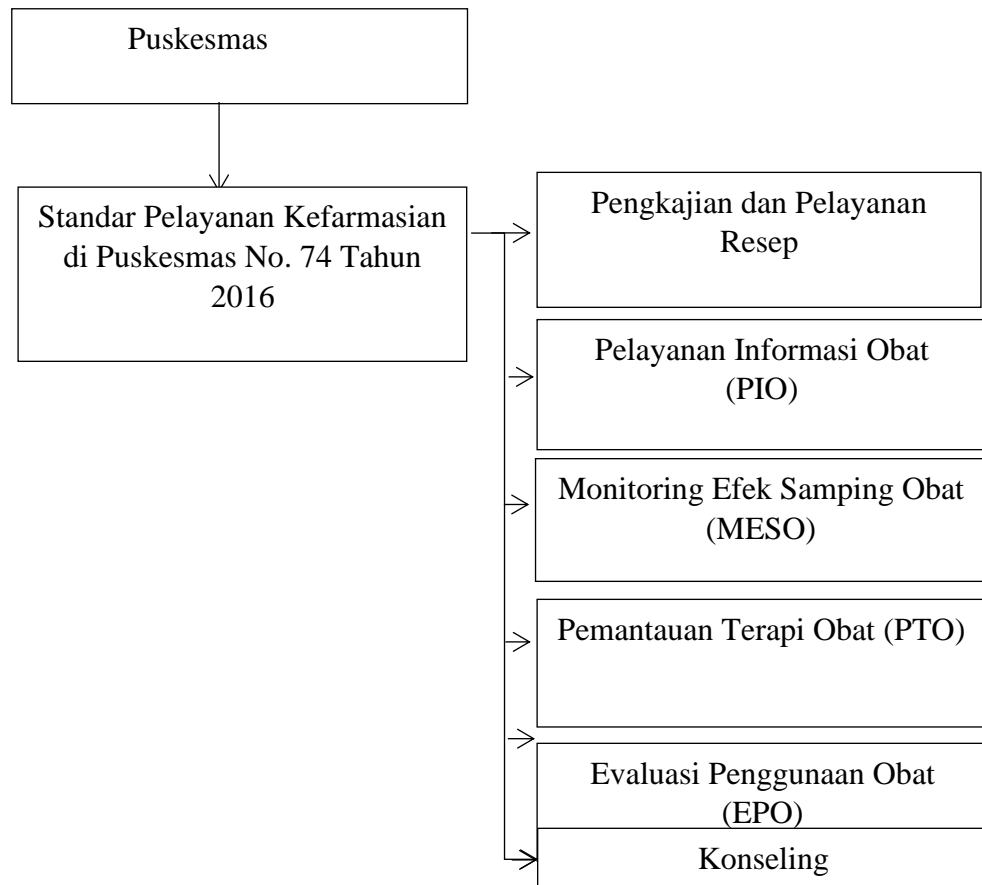 Puskesmas
Standar Pelayanan Kefarmasian
di Puskesmas No. 74 Tahun
2016
Pengkajian dan Pelayanan
Resep
Pelayanan Informasi Obat
(PIO)
Monitoring Efek Samping Obat
(MESO)
Pemantauan Terapi Obat (PTO)
Evaluasi Penggunaan Obat
(EPO)
Konseling